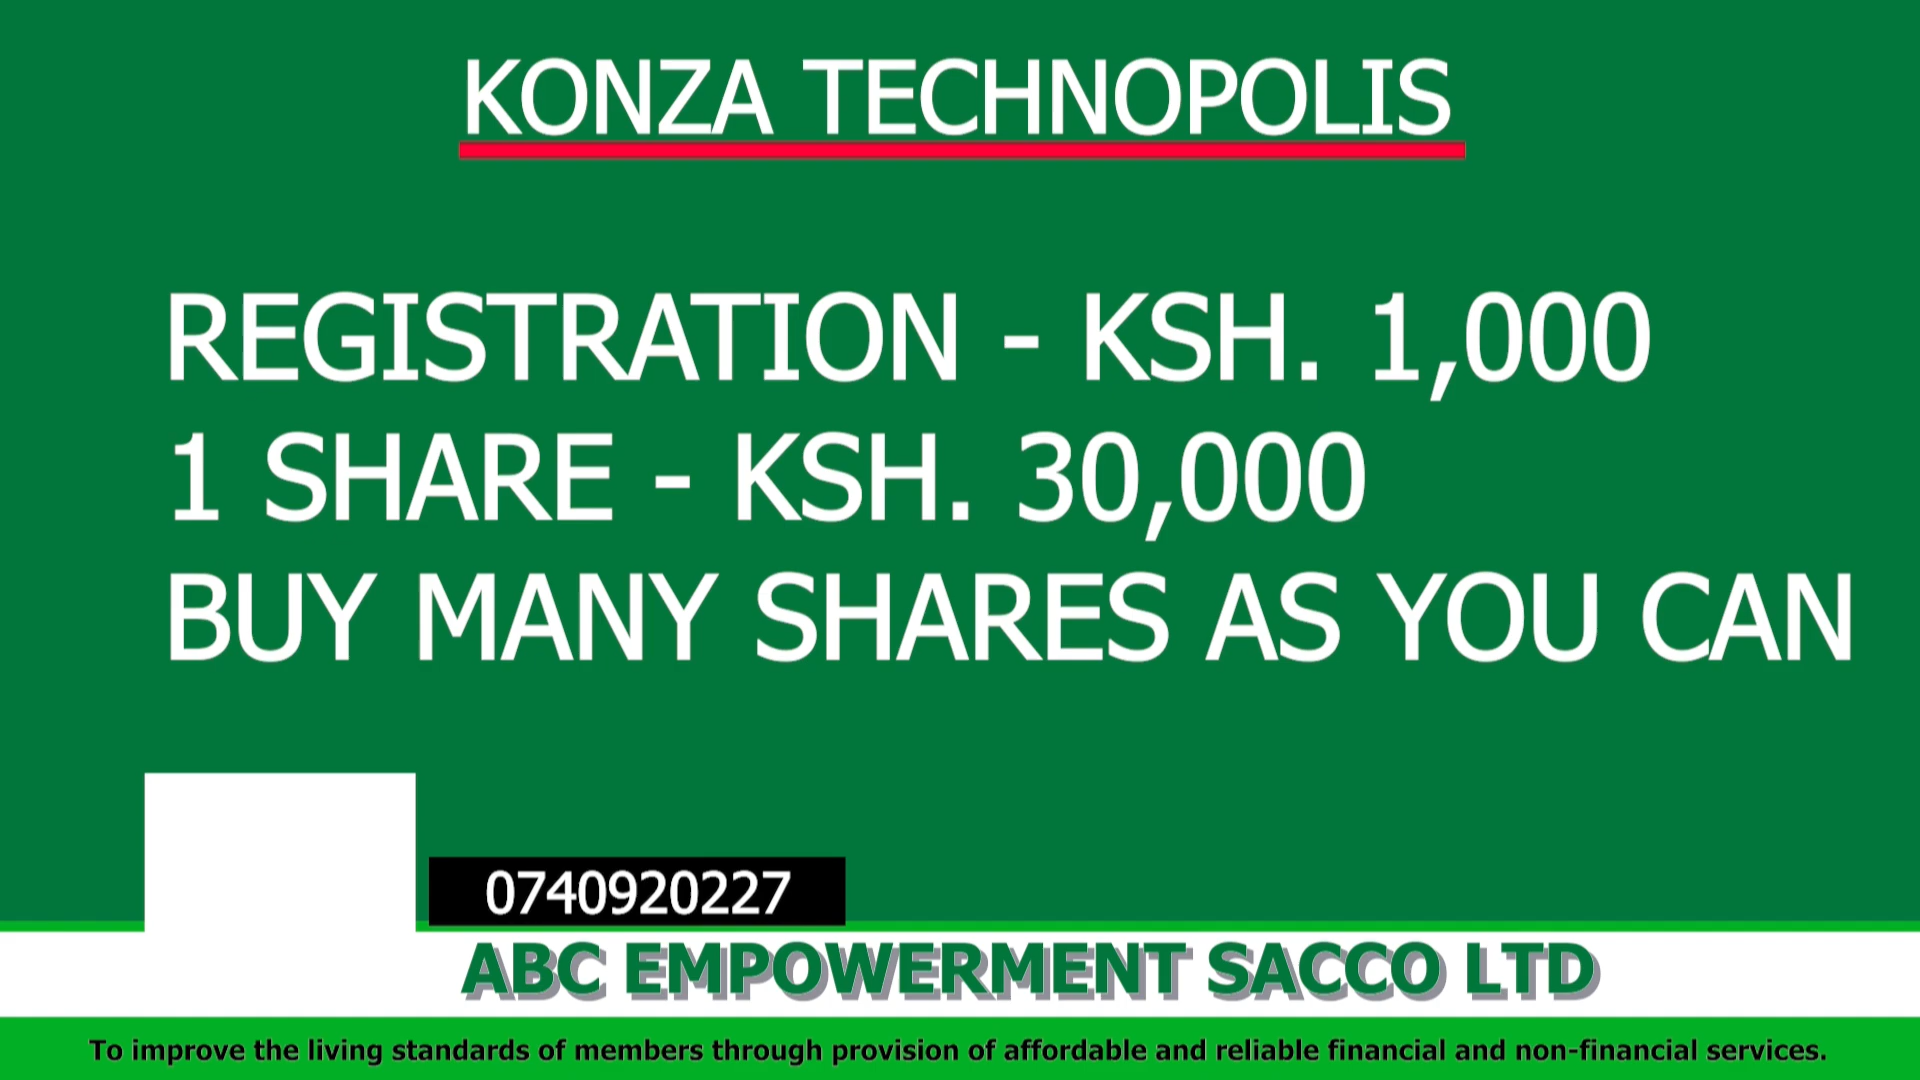 KONZA TECHNOPOLIS
REGISTRATION - KSH. 1,000
1 SHARE - KSH. 30,000
BUY MANY SHARES AS YOU CAN
0740920227
ABC EMPOWERMENT SACCO LTD
To improve the living standards of members through provision of affordable and reliable financial and non-financial services.